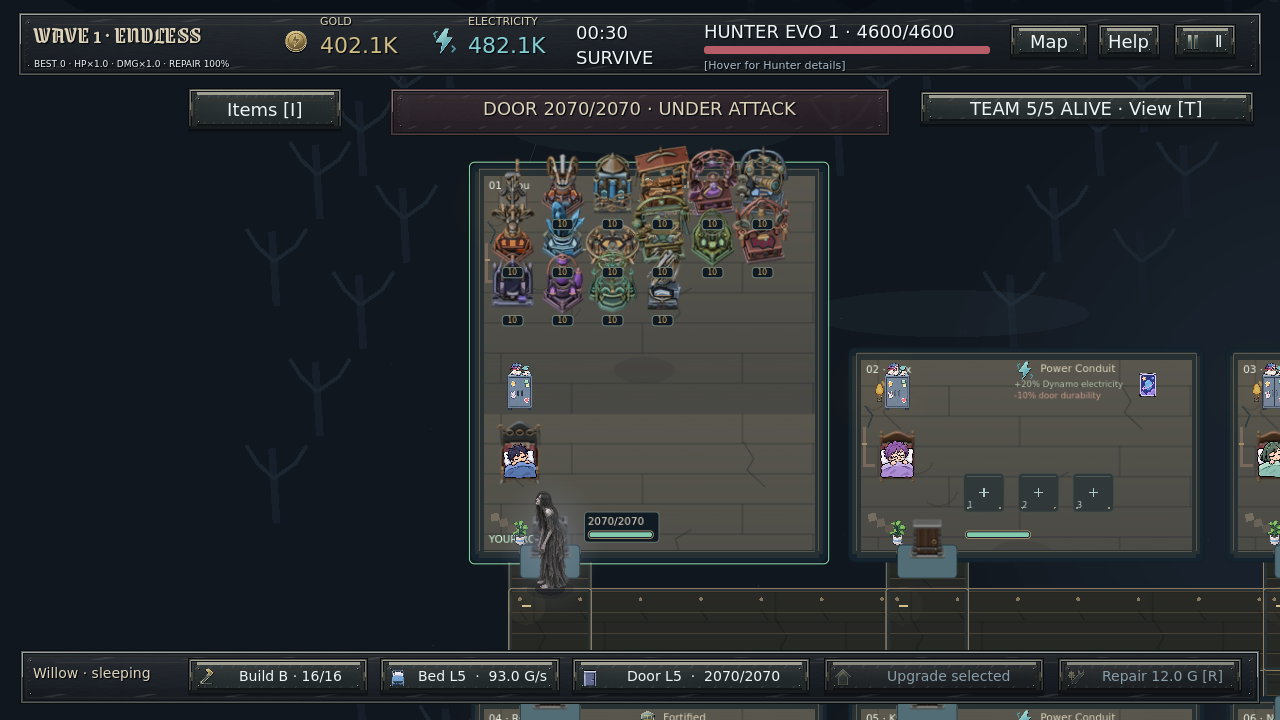 WAVE 1 · ENDLESS
BEST 0 · HP×1.0 · DMG×1.0 · REPAIR 100%
GOLD
402.1K
ELECTRICITY
482.1K
00:30
SURVIVE
HUNTER EVO 1 · 4600/4600
[Hover for Hunter details]
Map
Help
II
Items [I]
DOOR 2070/2070 · UNDER ATTACK
TEAM 5/5 ALIVE · View [T]
01
10 10 10 10 10
10 10 10 10 10 10
10 10 10 10
2070/2070
02 ·
Power Conduit
+20% Dynamo electricity
-10% door durability
1 2 3
03 ·
Willow · sleeping
Build B · 16/16
Bed L5 · 93.0 G/s
Door L5 · 2070/2070
Upgrade selected
Repair 12.0 G [R]
04 · R
Fortified
05 · K
Power Conduit
06 ·